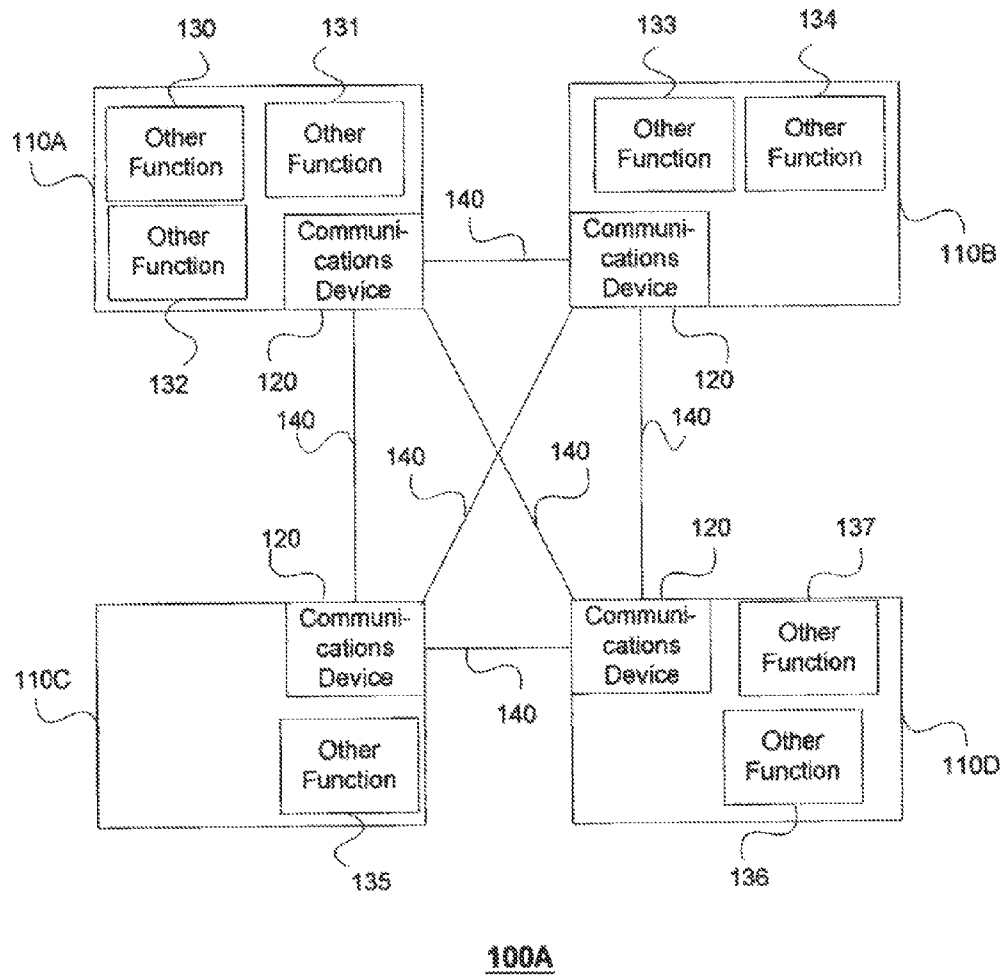 130
131
133
134
110A
Other
Function
Other
Function
Other
Function
Other
Function
Other
Function
Communi-
cations
Device
140
Communi-
cations
Device
110B
132
120
120
140
140
140
140
120
120
137
110C
Communi-
cations
Device
Communi-
cations
Device
Other
Function
140
Other
Function
Other
Function
110D
135
136
100A